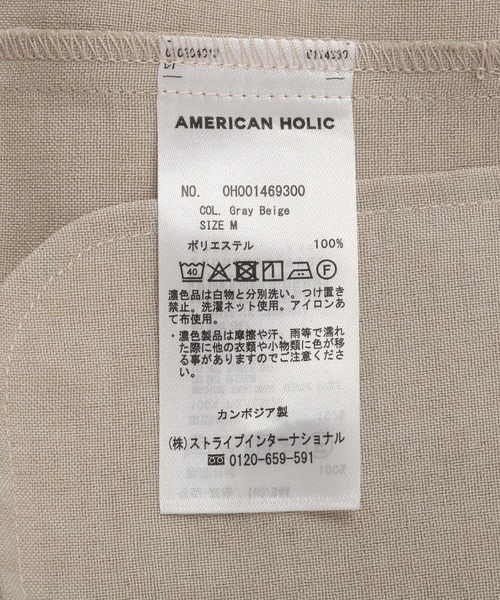 AMERICAN HOLIC
NO. OH001469300
COL. Gray Beige
SIZE M
ポリエステル 100%
40 F
濃色品は白物と分別洗い。つけ置き
禁止。洗濯ネット使用。アイロンあ
て布使用。
・濃色製品は摩擦や汗、雨等で濡れ
た際に他の衣類や小物類に色が移
る事がありますのでご注意くださ
い。
カンボジア製
(株)ストライプインターナショナル
0120-659-591